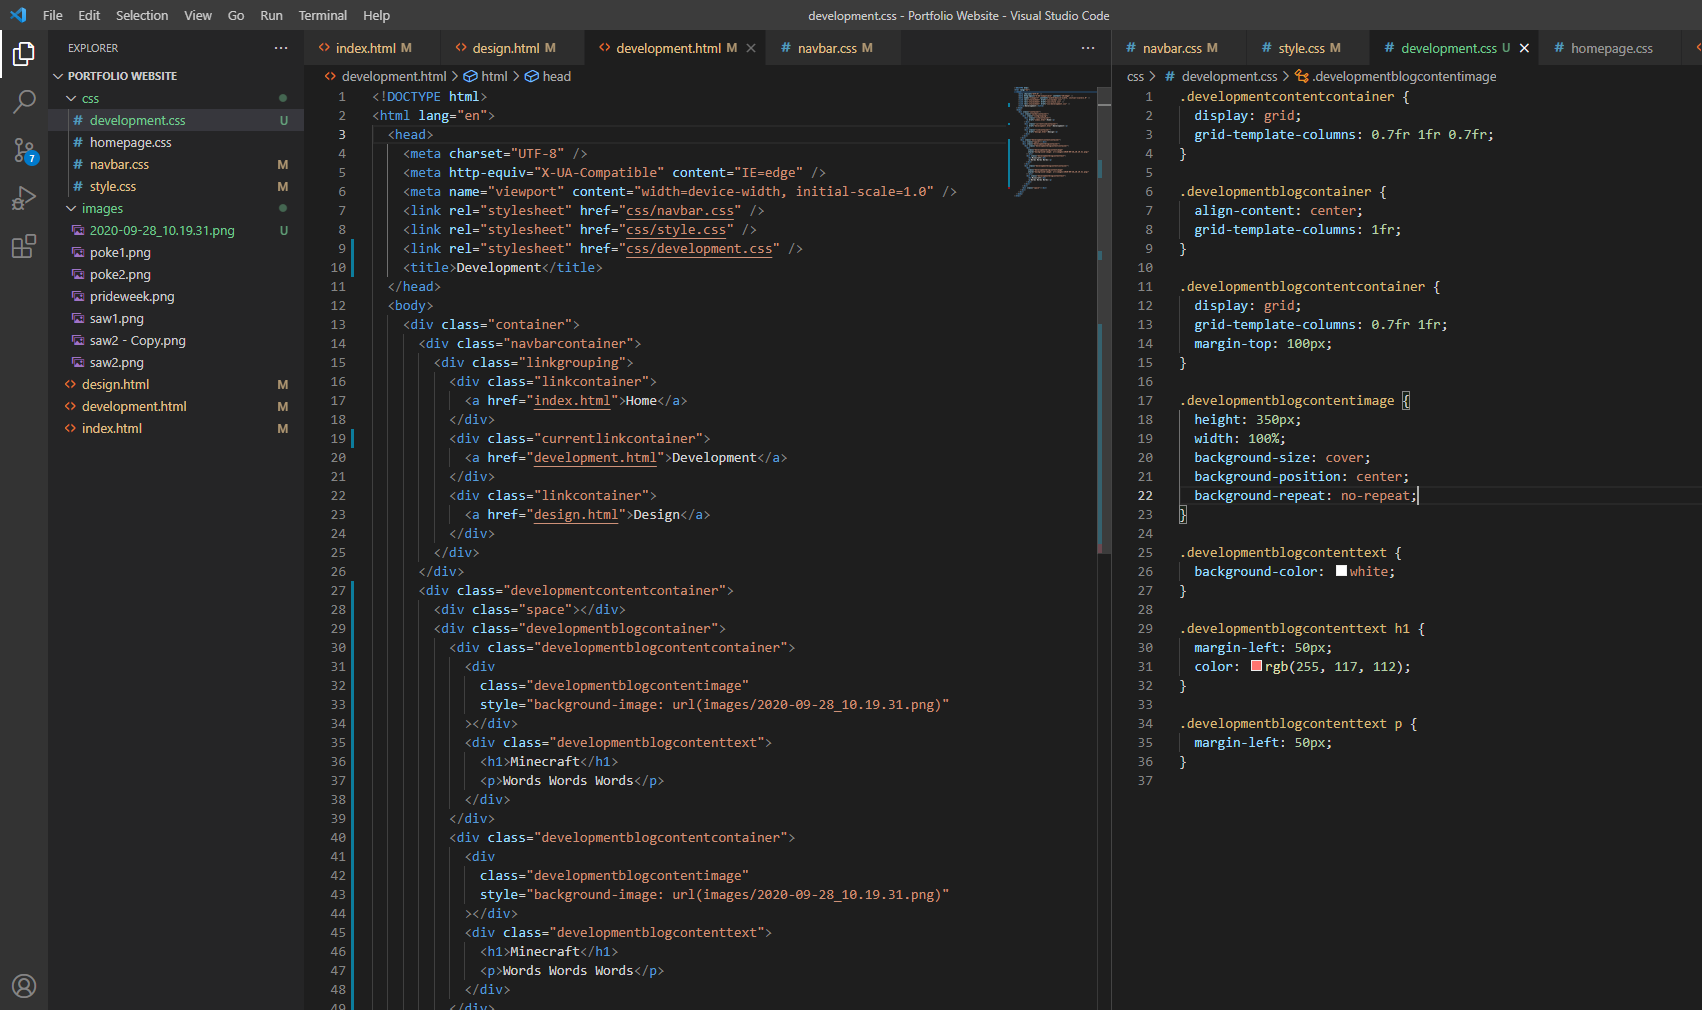 File Edit Selection View Go Run Terminal Help
development.css - Portfolio Website - Visual Studio Code
EXPLORER
PORTFOLIO WEBSITE
css
# development.css U
# homepage.css
# navbar.css M
# style.css M
images
2020-09-28_10.19.31.png U
poke1.png
poke2.png
prideweek.png
saw1.png
saw2 - Copy.png
saw2.png
<> design.html M
<> development.html M
<> index.html M
7
<> index.html M <> design.html M <> development.html M # navbar.css M
<> development.html > html > head
1 <!DOCTYPE html>
2 <html lang="en">
3 <head>
4 <meta charset="UTF-8" />
5 <meta http-equiv="X-UA-Compatible" content="IE=edge" />
6 <meta name="viewport" content="width=device-width, initial-scale=1.0" />
7 <link rel="stylesheet" href="css/navbar.css" />
8 <link rel="stylesheet" href="css/style.css" />
9 <link rel="stylesheet" href="css/development.css" />
10 <title>Development</title>
11 </head>
12 <body>
13 <div class="container">
14 <div class="navbarcontainer">
15 <div class="linkgrouping">
16 <div class="linkcontainer">
17 <a href="index.html">Home</a>
18 </div>
19 <div class="currentlinkcontainer">
20 <a href="development.html">Development</a>
21 </div>
22 <div class="linkcontainer">
23 <a href="design.html">Design</a>
24 </div>
25 </div>
26 </div>
27 <div class="developmentcontentcontainer">
28 <div class="space"></div>
29 <div class="developmentblogcontainer">
30 <div class="developmentblogcontentcontainer">
31 <div
32 class="developmentblogcontentimage"
33 style="background-image: url(images/2020-09-28_10.19.31.png)"
34 ></div>
35 <div class="developmentblogcontenttext">
36 <h1>Minecraft</h1>
37 <p>Words Words Words</p>
38 </div>
39 </div>
40 <div class="developmentblogcontentcontainer">
41 <div
42 class="developmentblogcontentimage"
43 style="background-image: url(images/2020-09-28_10.19.31.png)"
44 ></div>
45 <div class="developmentblogcontenttext">
46 <h1>Minecraft</h1>
47 <p>Words Words Words</p>
48 </div>
49 </div>
# navbar.css M # style.css M # development.css U # homepage.css
css > # development.css > .developmentblogcontentimage
1 .developmentcontentcontainer {
2 display: grid;
3 grid-template-columns: 0.7fr 1fr 0.7fr;
4 }
5
6 .developmentblogcontainer {
7 align-content: center;
8 grid-template-columns: 1fr;
9 }
10
11 .developmentblogcontentcontainer {
12 display: grid;
13 grid-template-columns: 0.7fr 1fr;
14 margin-top: 100px;
15 }
16
17 .developmentblogcontentimage {
18 height: 350px;
19 width: 100%;
20 background-size: cover;
21 background-position: center;
22 background-repeat: no-repeat;
23 }
24
25 .developmentblogcontenttext {
26 background-color: white;
27 }
28
29 .developmentblogcontenttext h1 {
30 margin-left: 50px;
31 color: rgb(255, 117, 112);
32 }
33
34 .developmentblogcontenttext p {
35 margin-left: 50px;
36 }
37